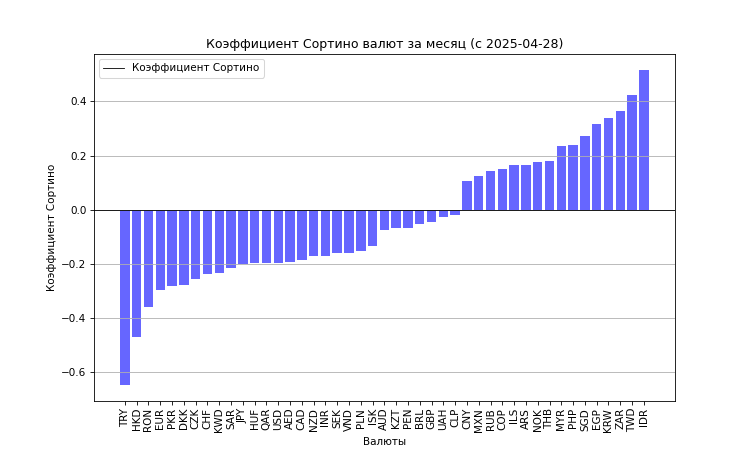 Коэффициент Сортино валют за месяц (с 2025-04-28)
Коэффициент Сортино
Коэффициент Сортино
0.4
0.2
0.0
−0.2
−0.4
−0.6
TRY HKD RON EUR PKR DKK CZK CHF KWD SAR JPY HUF QAR USD AED CAD NZD INR SEK VND PLN ISK AUD KZT PEN BRL GBP UAH CLP CNY MXN RUB COP ILS ARS NOK THB MYR PHP SGD EGP KRW ZAR TWD IDR
Валюты